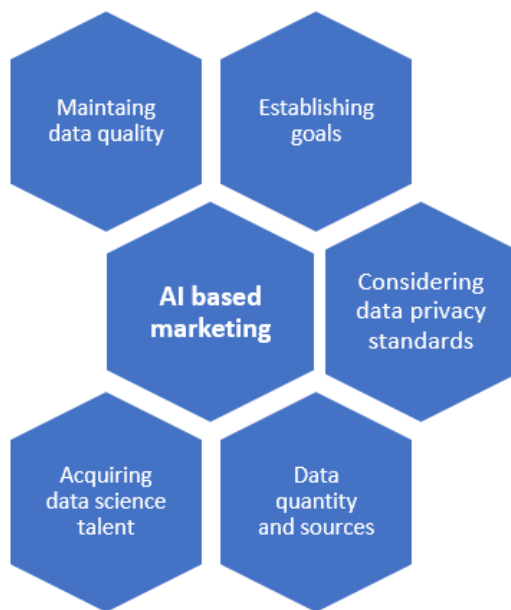 Maintaing
data quality
Establishing
goals
AI based
marketing
Considering
data privacy
standards
Acquiring
data science
talent
Data
quantity
and sources